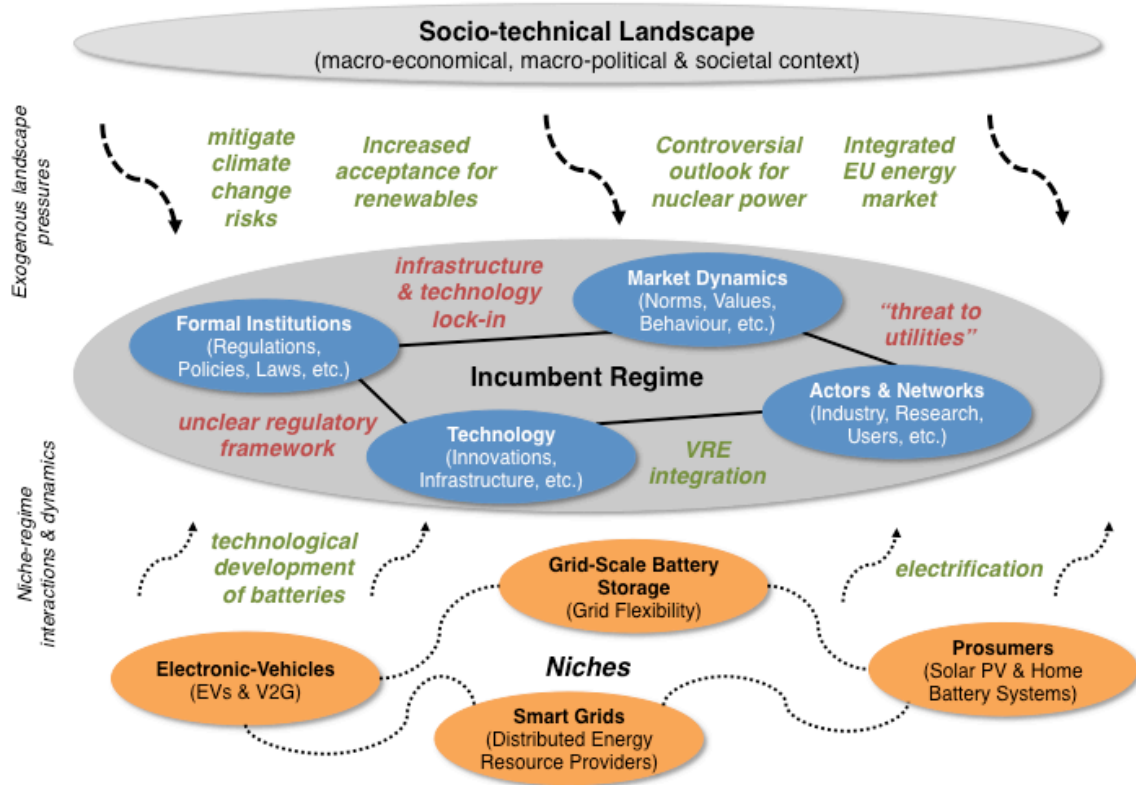 Socio-technical Landscape
(macro-economical, macro-political & societal context)
Exogenous landscape
pressures
mitigate
climate
change
risks
Increased
acceptance for
renewables
Controversial
outlook for
nuclear power
Integrated
EU energy
market
infrastructure
& technology
lock-in
Market Dynamics
(Norms, Values,
Behaviour, etc.)
"threat to
utilities"
Formal Institutions
(Regulations,
Policies, Laws, etc.)
Incumbent Regime
Actors & Networks
(Industry, Research,
Users, etc.)
unclear regulatory
framework
Technology
(Innovations,
Infrastructure, etc.)
VRE
integration
Niche-regime
interactions & dynamics
technological
development
of batteries
Grid-Scale Battery
Storage
(Grid Flexibility)
electrification
Electronic-Vehicles
(EVs & V2G)
Niches
Prosumers
(Solar PV & Home
Battery Systems)
Smart Grids
(Distributed Energy
Resource Providers)